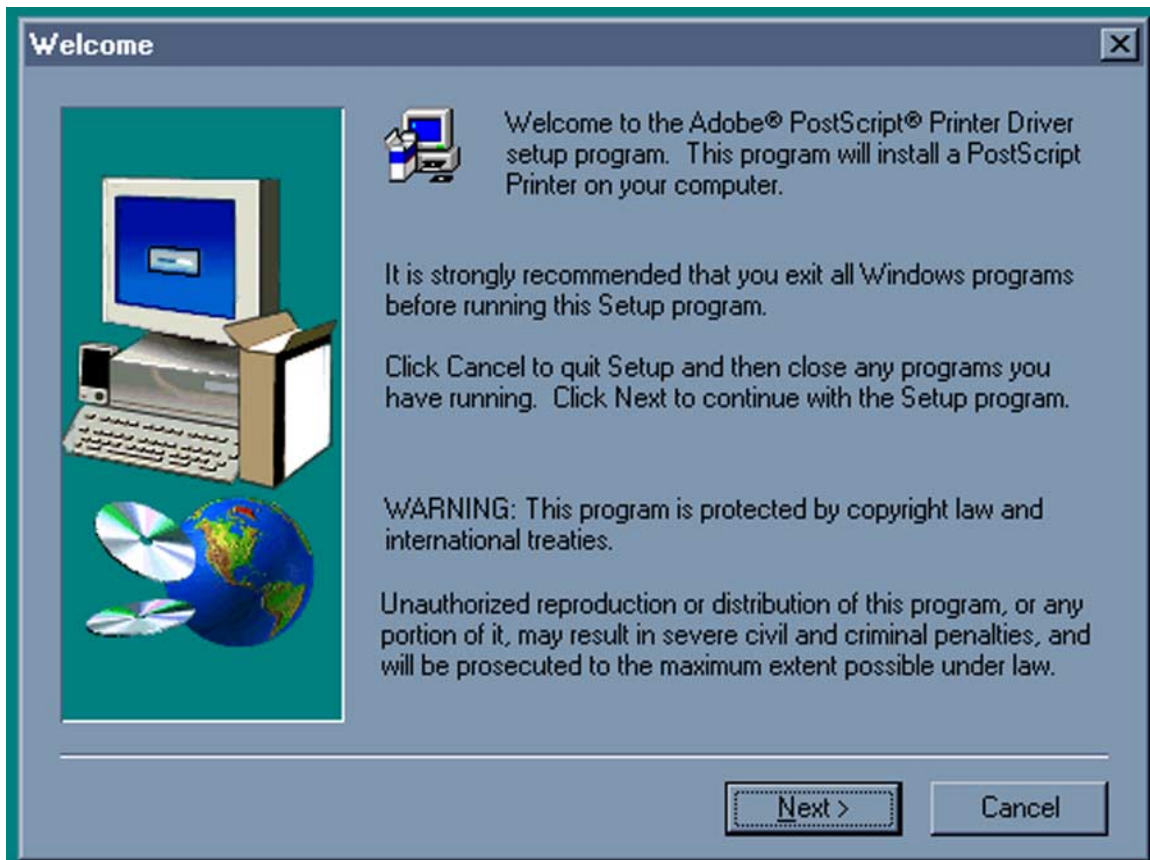 Welcome
Welcome to the Adobe® PostScript® Printer Driver
setup program.  This program will install a PostScript
Printer on your computer.
It is strongly recommended that you exit all Windows programs
before running this Setup program.
Click Cancel to quit Setup and then close any programs you
have running.  Click Next to continue with the Setup program.
WARNING: This program is protected by copyright law and
international treaties.
Unauthorized reproduction or distribution of this program, or any
portion of it, may result in severe civil and criminal penalties, and
will be prosecuted to the maximum extent possible under law.
Next >
Cancel